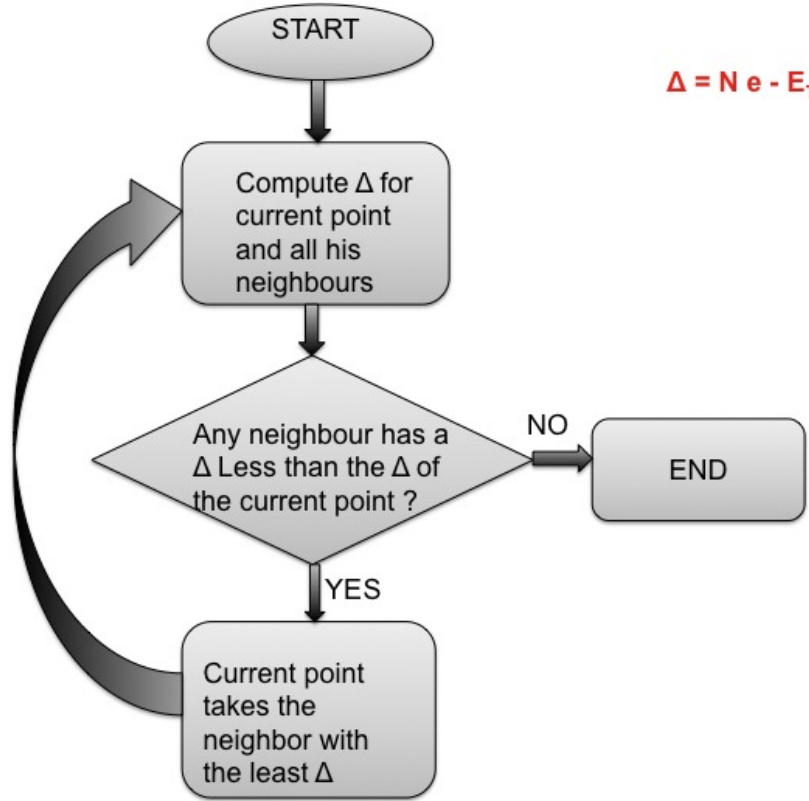 START
Δ = N e - E
Compute Δ for
current point
and all his
neighbours
Any neighbour has a
Δ Less than the Δ of
the current point ?
NO
END
YES
Current point
takes the
neighbor with
the least Δ